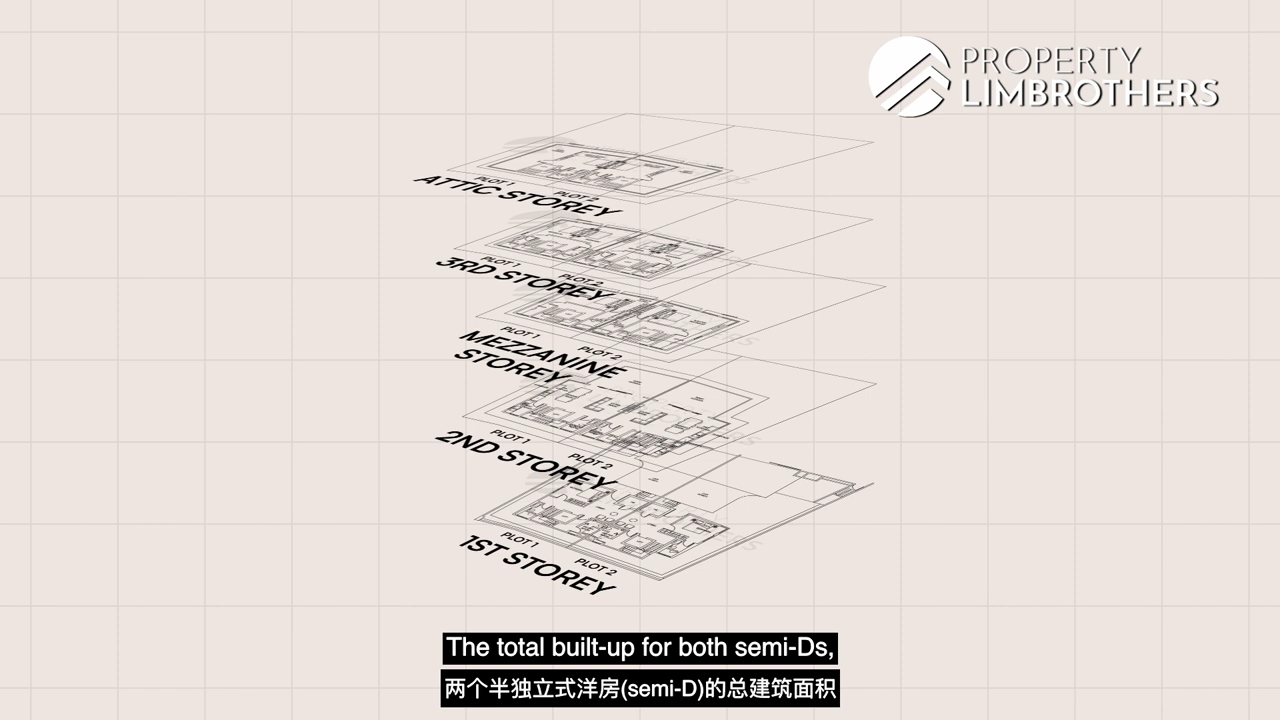 PROPERTY
LIMBROTHERS
PLOT 1
PLOT 2
ATTIC STOREY
PLOT 1
PLOT 2
3RD STOREY
PLOT 1
PLOT 2
MEZZANINE
STOREY
PLOT 1
PLOT 2
2ND STOREY
PLOT 1
PLOT 2
1ST STOREY
The total built-up for both semi-Ds,
两个半独立式洋房(semi-D)的总建筑面积